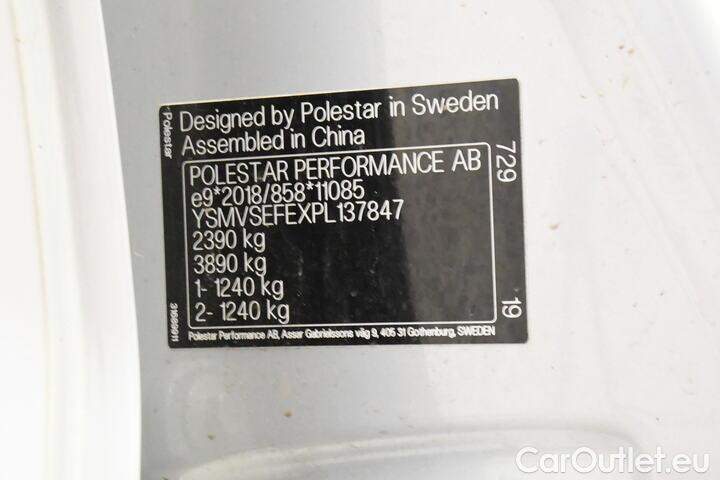 Designed by Polestar in Sweden
Assembled in China
Polestar
POLESTAR PERFORMANCE AB
e9*2018/858*11085
YSMVSEFEXPL137847
2390 kg
3890 kg
1- 1240 kg
2- 1240 kg
729
19
31689911
Polestar Performance AB, Assar Gabrielssons väg 9, 405 31 Gothenburg, SWEDEN
CarOutlet.eu